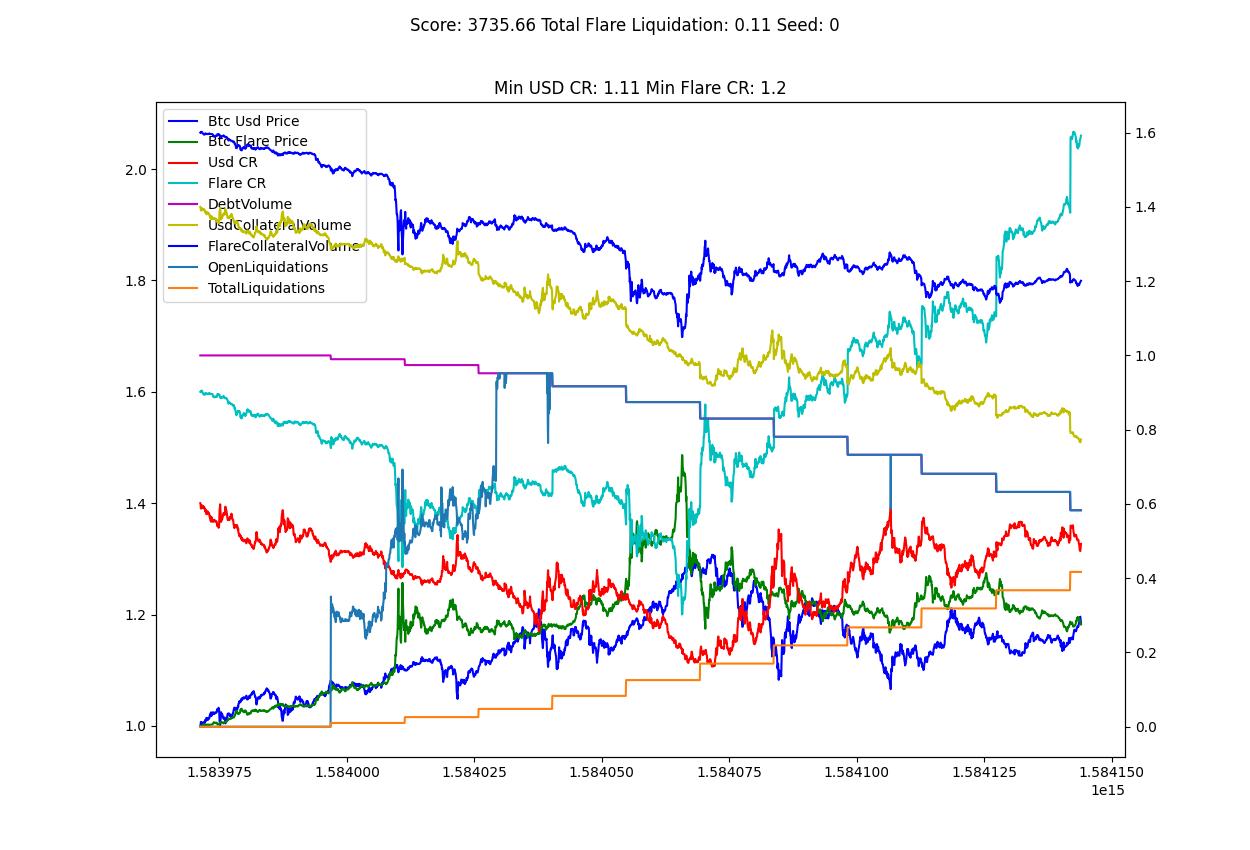 Score: 3735.66 Total Flare Liquidation: 0.11 Seed: 0
Min USD CR: 1.11 Min Flare CR: 1.2
Btc Usd Price
Btc Flare Price
Usd CR
Flare CR
DebtVolume
UsdCollateralVolume
FlareCollateralVolume
OpenLiquidations
TotalLiquidations
2.0
1.8
1.6
1.4
1.2
1.0
1.6
1.4
1.2
1.0
0.8
0.6
0.4
0.2
0.0
1.583975 1.584000 1.584025 1.584050 1.584075 1.584100 1.584125 1.584150
1e15